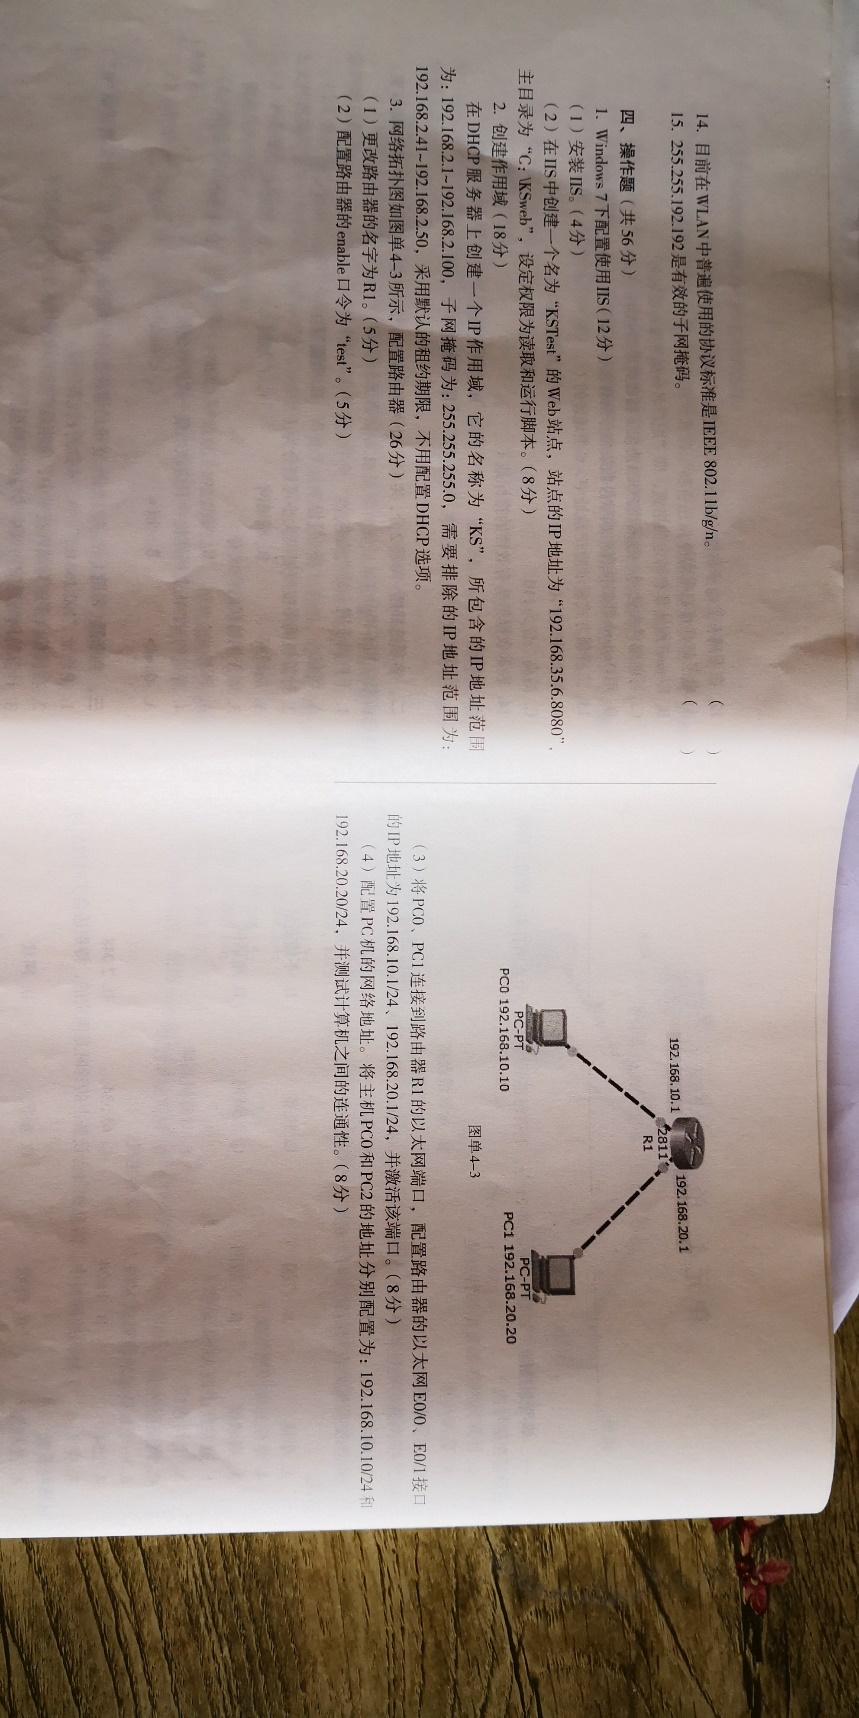 14. 目前在WLAN中普遍使用的协议标准是IEEE 802.11b/g/n。 ( )
15. 255.255.192.192是有效的子网掩码。 ( )
四、操作题（共56分）
1. Windows 7下配置使用IIS（12分）
（1）安装IIS。（4分）
（2）在IIS中创建一个名为“KSTest”的Web站点，站点的IP地址为“192.168.35.6.8080”，
主目录为“C: \KSweb”，设定权限为读取和运行脚本。（8分）
2. 创建作用域（18分）
在DHCP服务器上创建一个IP作用域，它的名称为“KS”，所包含的IP地址范围
为：192.168.2.1~192.168.2.100，子网掩码为：255.255.255.0，需要排除的IP地址范围为：
192.168.2.41~192.168.2.50，采用默认的租约期限，不用配置DHCP选项。
3. 网络拓扑图如图单4-3所示，配置路由器（26分）
（1）更改路由器的名字为R1。（5分）
（2）配置路由器的enable口令为“test”。（5分）
192.168.10.1
192.168.20.1
2811
R1
PC-PT
PC0 192.168.10.10
PC-PT
PC1 192.168.20.20
图单4-3
（3）将PC0、PC1连接到路由器R1的以太网端口，配置路由器的以太网E0/0、E0/1接口
的IP地址为192.168.10.1/24、192.168.20.1/24，并激活该端口。（8分）
（4）配置PC机的网络地址。将主机PC0和PC2的地址分别配置为：192.168.10.10/24和
192.168.20.20/24，并测试计算机之间的连通性。（8分）